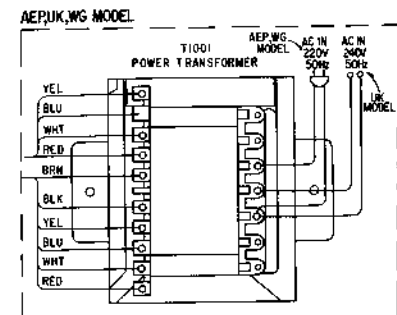 AEP,UK,WG MODEL
T1001
POWER TRANSFORMER
AEP,WG
MODEL
AC IN
220V
50Hz
AC IN
240V
50Hz
UK
MODEL
YEL
BLU
WHT
RED
BRN
BLK
YEL
BLU
WHT
RED